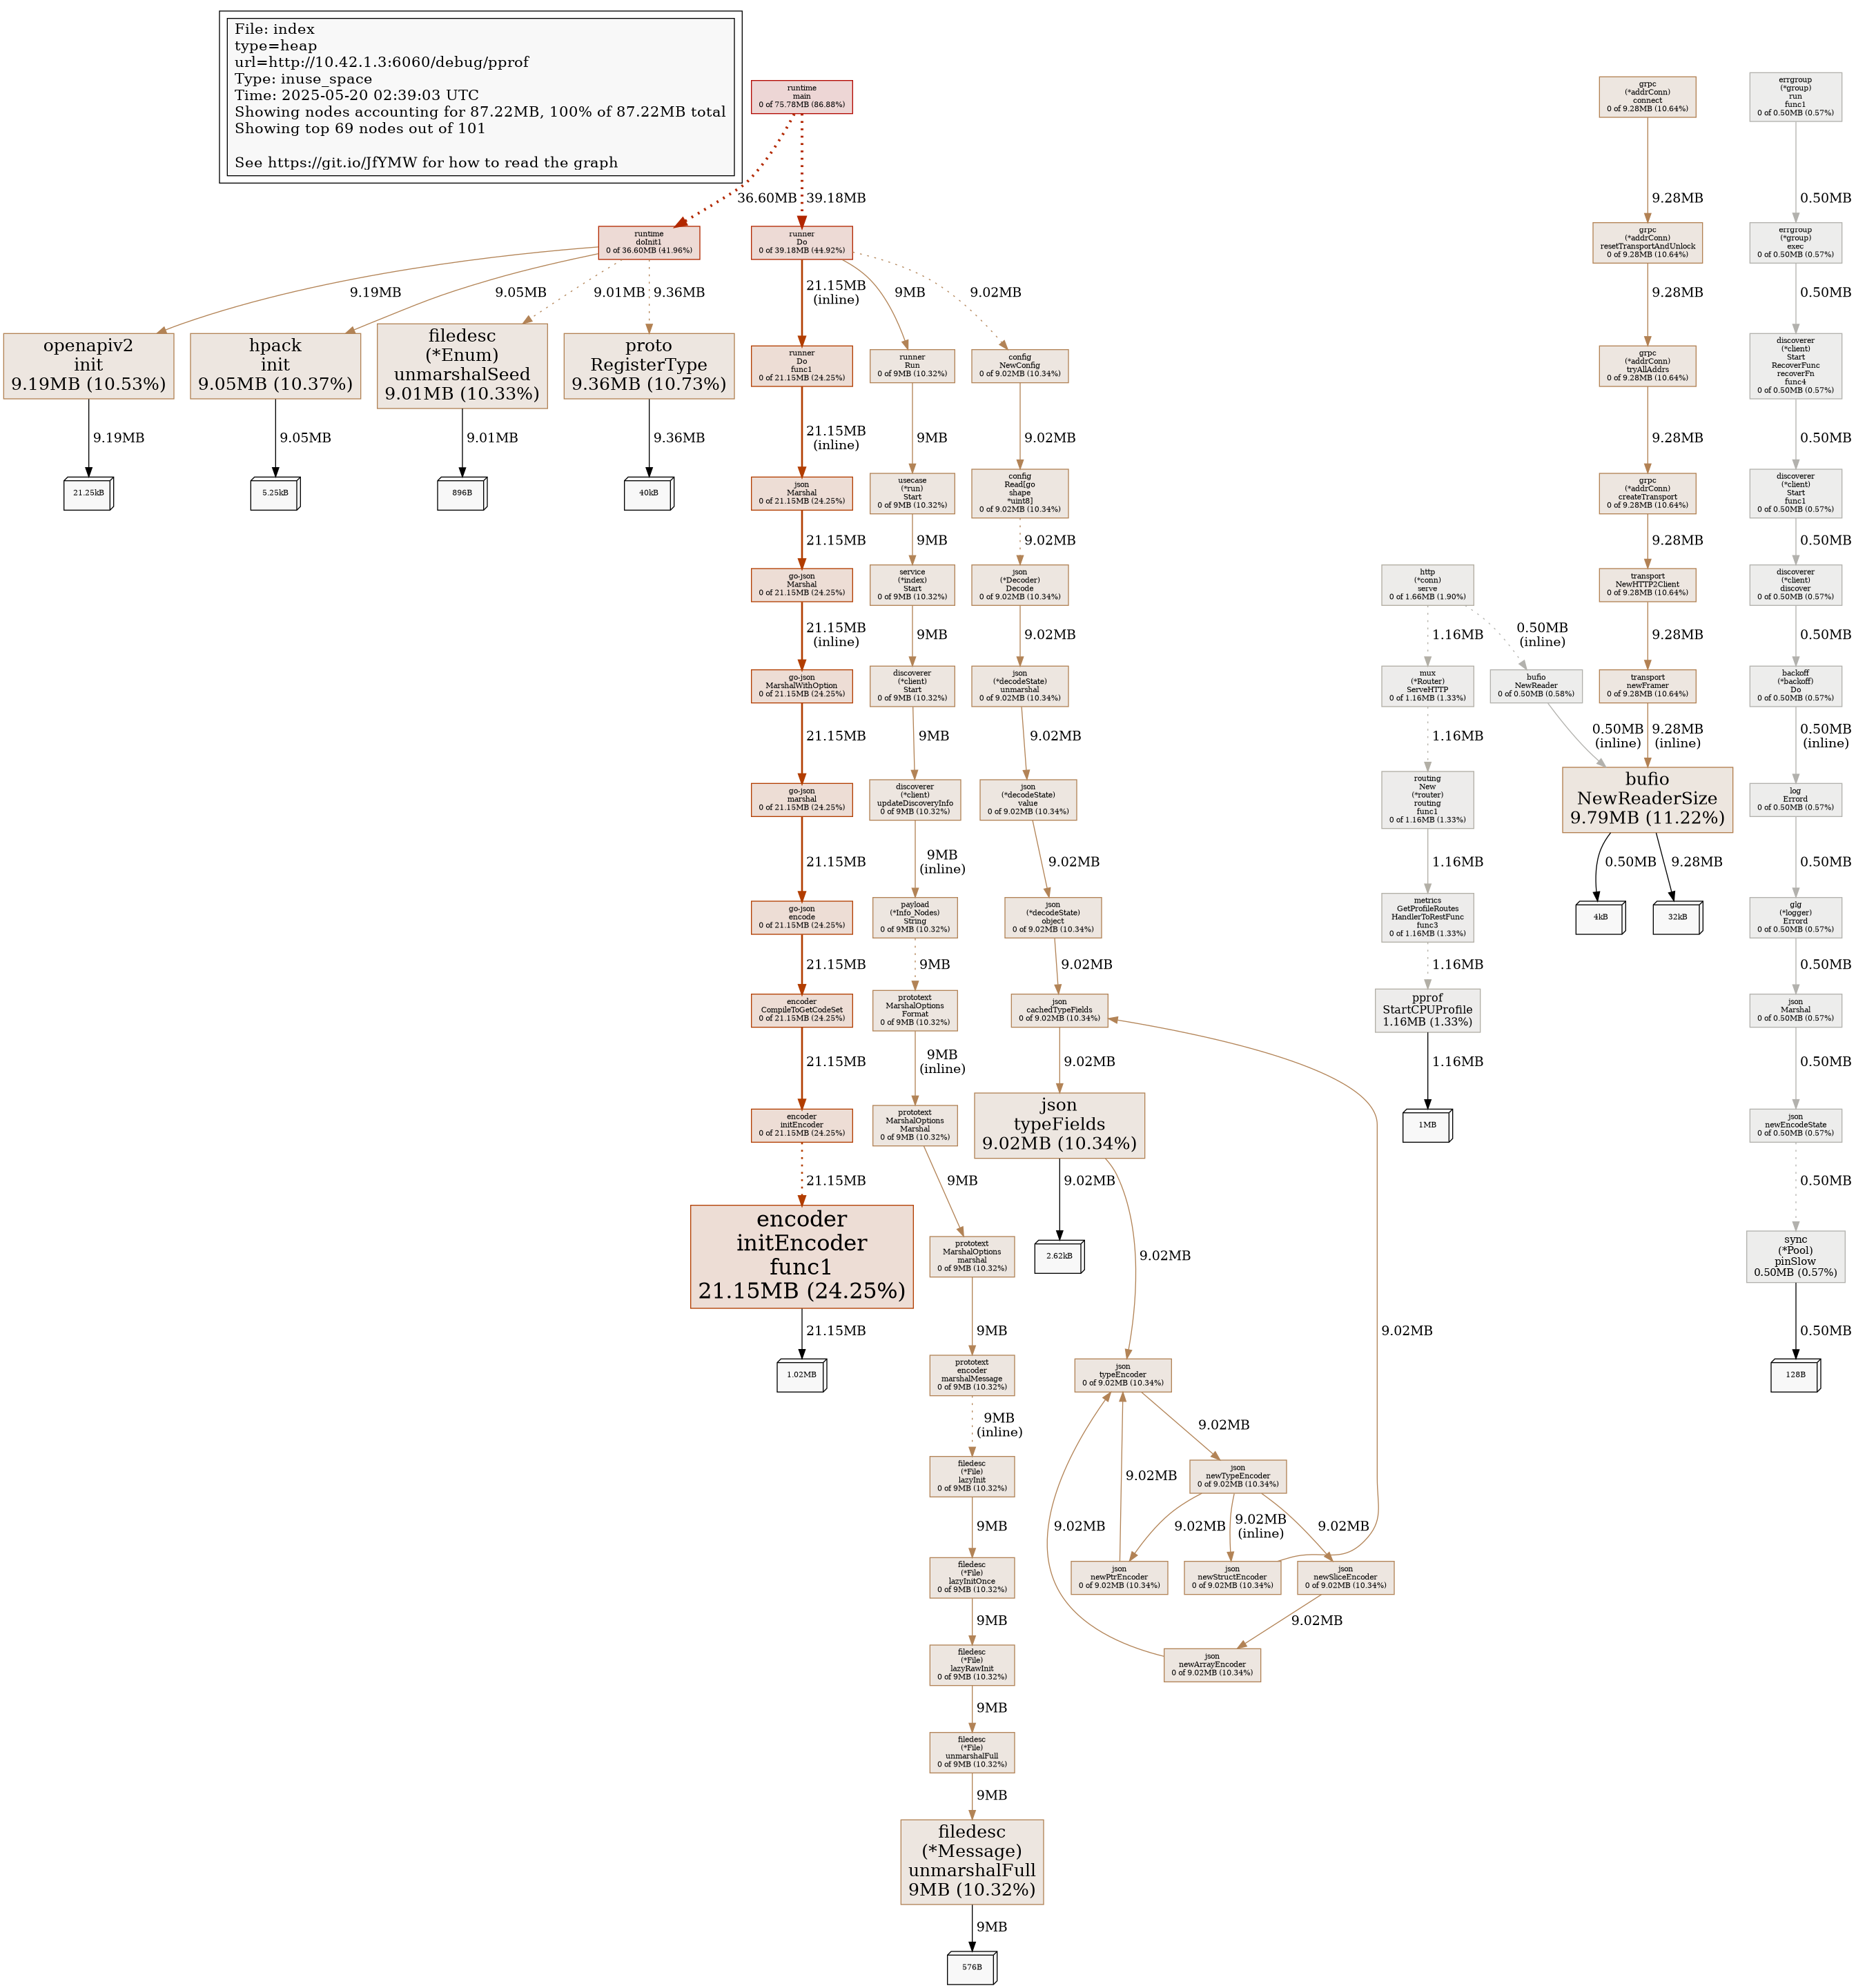 File: index
type=heap
url=http://10.42.1.3:6060/debug/pprof
Type: inuse_space
Time: 2025-05-20 02:39:03 UTC
Showing nodes accounting for 87.22MB, 100% of 87.22MB total
Showing top 69 nodes out of 101
See https://git.io/JfYMW for how to read the graph
runtime
main
0 of 75.78MB (86.88%)
36.60MB
39.18MB
runtime
doInit1
0 of 36.60MB (41.96%)
9.19MB
9.05MB
9.01MB
9.36MB
openapiv2
init
9.19MB (10.53%)
9.19MB
21.25kB
hpack
init
9.05MB (10.37%)
9.05MB
5.25kB
filedesc
(*Enum)
unmarshalSeed
9.01MB (10.33%)
9.01MB
896B
proto
RegisterType
9.36MB (10.73%)
9.36MB
40kB
runner
Do
0 of 39.18MB (44.92%)
21.15MB
(inline)
9MB
9.02MB
runner
Do
func1
0 of 21.15MB (24.25%)
21.15MB
(inline)
json
Marshal
0 of 21.15MB (24.25%)
21.15MB
go-json
Marshal
0 of 21.15MB (24.25%)
21.15MB
(inline)
go-json
MarshalWithOption
0 of 21.15MB (24.25%)
21.15MB
go-json
marshal
0 of 21.15MB (24.25%)
21.15MB
go-json
encode
0 of 21.15MB (24.25%)
21.15MB
encoder
CompileToGetCodeSet
0 of 21.15MB (24.25%)
21.15MB
encoder
initEncoder
0 of 21.15MB (24.25%)
21.15MB
encoder
initEncoder
func1
21.15MB (24.25%)
21.15MB
1.02MB
runner
Run
0 of 9MB (10.32%)
9MB
usecase
(*run)
Start
0 of 9MB (10.32%)
9MB
service
(*index)
Start
0 of 9MB (10.32%)
9MB
discoverer
(*client)
Start
0 of 9MB (10.32%)
9MB
discoverer
(*client)
updateDiscoveryInfo
0 of 9MB (10.32%)
9MB
(inline)
payload
(*Info_Nodes)
String
0 of 9MB (10.32%)
9MB
prototext
MarshalOptions
Format
0 of 9MB (10.32%)
9MB
(inline)
prototext
MarshalOptions
Marshal
0 of 9MB (10.32%)
9MB
prototext
MarshalOptions
marshal
0 of 9MB (10.32%)
9MB
prototext
encoder
marshalMessage
0 of 9MB (10.32%)
9MB
(inline)
filedesc
(*File)
lazyInit
0 of 9MB (10.32%)
9MB
filedesc
(*File)
lazyInitOnce
0 of 9MB (10.32%)
9MB
filedesc
(*File)
lazyRawInit
0 of 9MB (10.32%)
9MB
filedesc
(*File)
unmarshalFull
0 of 9MB (10.32%)
9MB
filedesc
(*Message)
unmarshalFull
9MB (10.32%)
9MB
576B
config
NewConfig
0 of 9.02MB (10.34%)
9.02MB
config
Read[go
shape
*uint8]
0 of 9.02MB (10.34%)
9.02MB
json
(*Decoder)
Decode
0 of 9.02MB (10.34%)
9.02MB
json
(*decodeState)
unmarshal
0 of 9.02MB (10.34%)
9.02MB
json
(*decodeState)
value
0 of 9.02MB (10.34%)
9.02MB
json
(*decodeState)
object
0 of 9.02MB (10.34%)
9.02MB
json
cachedTypeFields
0 of 9.02MB (10.34%)
9.02MB
json
typeFields
9.02MB (10.34%)
9.02MB
2.62kB
9.02MB
9.02MB
json
typeEncoder
0 of 9.02MB (10.34%)
9.02MB
json
newTypeEncoder
0 of 9.02MB (10.34%)
9.02MB
9.02MB
9.02MB
9.02MB
(inline)
9.02MB
json
newPtrEncoder
0 of 9.02MB (10.34%)
json
newStructEncoder
0 of 9.02MB (10.34%)
json
newSliceEncoder
0 of 9.02MB (10.34%)
9.02MB
json
newArrayEncoder
0 of 9.02MB (10.34%)
http
(*conn)
serve
0 of 1.66MB (1.90%)
1.16MB
0.50MB
(inline)
mux
(*Router)
ServeHTTP
0 of 1.16MB (1.33%)
1.16MB
routing
New
(*router)
routing
func1
0 of 1.16MB (1.33%)
1.16MB
metrics
GetProfileRoutes
HandlerToRestFunc
func3
0 of 1.16MB (1.33%)
1.16MB
pprof
StartCPUProfile
1.16MB (1.33%)
1.16MB
1MB
bufio
NewReader
0 of 0.50MB (0.58%)
0.50MB
(inline)
grpc
(*addrConn)
connect
0 of 9.28MB (10.64%)
9.28MB
grpc
(*addrConn)
resetTransportAndUnlock
0 of 9.28MB (10.64%)
9.28MB
grpc
(*addrConn)
tryAllAddrs
0 of 9.28MB (10.64%)
9.28MB
grpc
(*addrConn)
createTransport
0 of 9.28MB (10.64%)
9.28MB
transport
NewHTTP2Client
0 of 9.28MB (10.64%)
9.28MB
transport
newFramer
0 of 9.28MB (10.64%)
9.28MB
(inline)
bufio
NewReaderSize
9.79MB (11.22%)
0.50MB
9.28MB
4kB
32kB
errgroup
(*group)
run
func1
0 of 0.50MB (0.57%)
0.50MB
errgroup
(*group)
exec
0 of 0.50MB (0.57%)
0.50MB
discoverer
(*client)
Start
RecoverFunc
recoverFn
func4
0 of 0.50MB (0.57%)
0.50MB
discoverer
(*client)
Start
func1
0 of 0.50MB (0.57%)
0.50MB
discoverer
(*client)
discover
0 of 0.50MB (0.57%)
0.50MB
backoff
(*backoff)
Do
0 of 0.50MB (0.57%)
0.50MB
(inline)
log
Errord
0 of 0.50MB (0.57%)
0.50MB
glg
(*logger)
Errord
0 of 0.50MB (0.57%)
0.50MB
json
Marshal
0 of 0.50MB (0.57%)
0.50MB
json
newEncodeState
0 of 0.50MB (0.57%)
0.50MB
sync
(*Pool)
pinSlow
0.50MB (0.57%)
0.50MB
128B